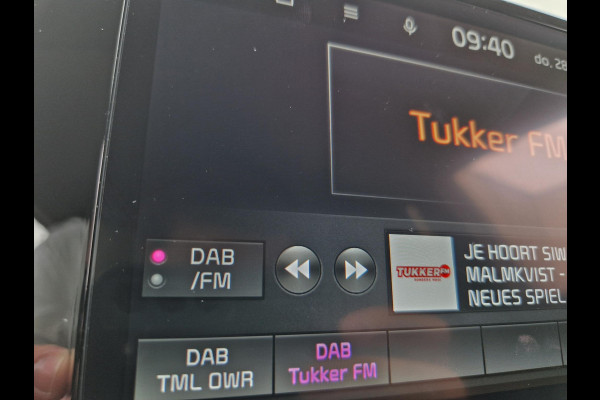 09:40
do. 28
Tukker FM
DAB
/FM
TUKKER FM
JE HOORT SIW
MALMKVIST -
NEUES SPIEL
DAB
TML OWR
DAB
Tukker FM